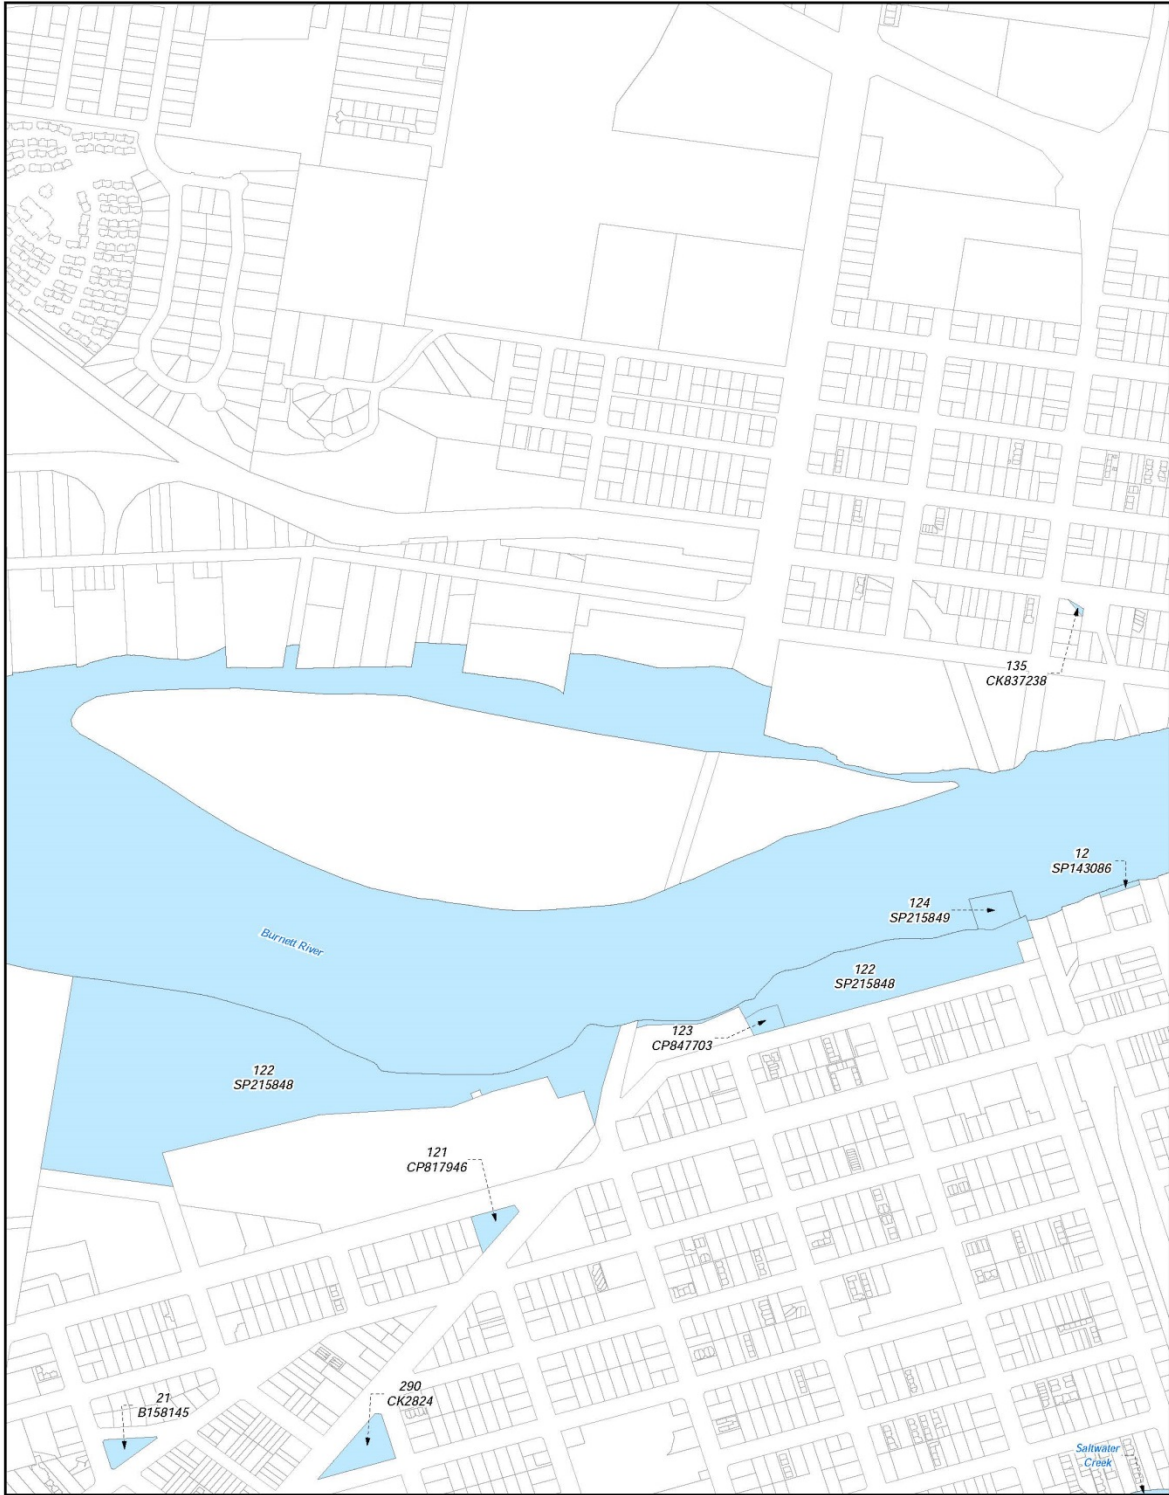 135
CK837238
12
SP143086
124
SP215849
Burnett River
122
SP215848
123
CP847703
122
SP215848
121
CP817946
290
CK2824
21
B158145
Saltwater
Creek